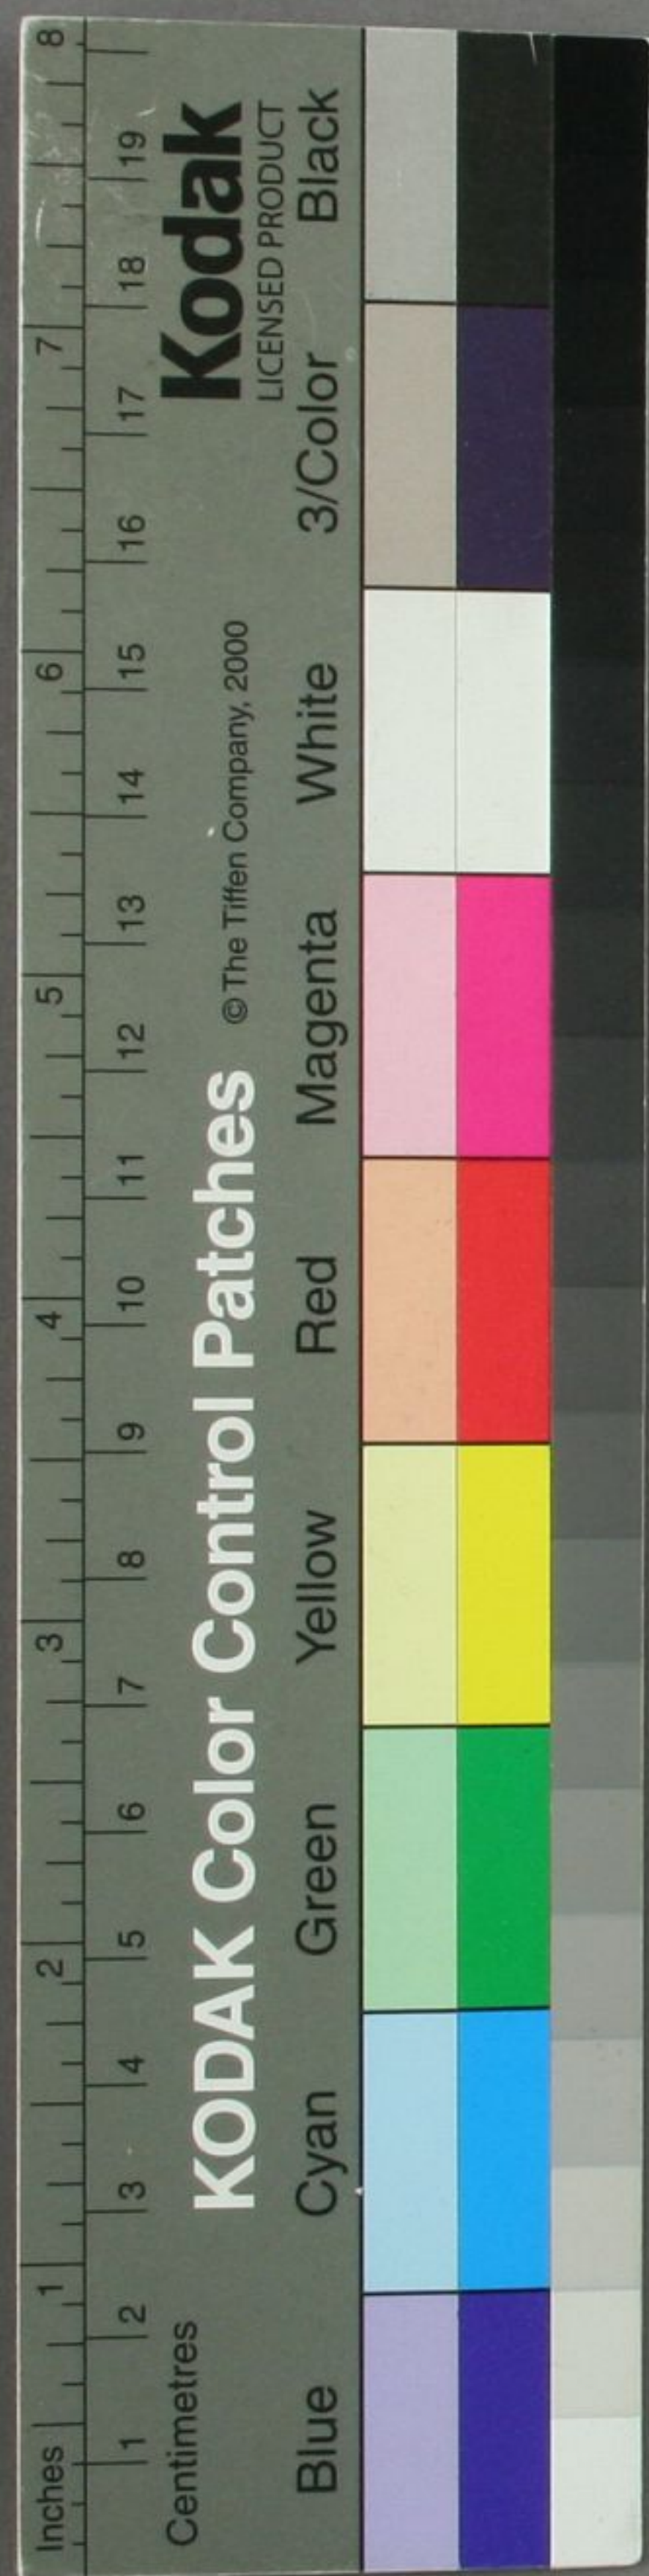 Inches 1 2 3 4 5 6 7 8
1 2 3 4 5 6 7 8 9 10 11 12 13 14 15 16 17 18 19
Centimetres
KODAK Color Control Patches © The Tiffen Company, 2000 Kodak
LICENSED PRODUCT
Blue Cyan Green Yellow Red Magenta White 3/Color Black